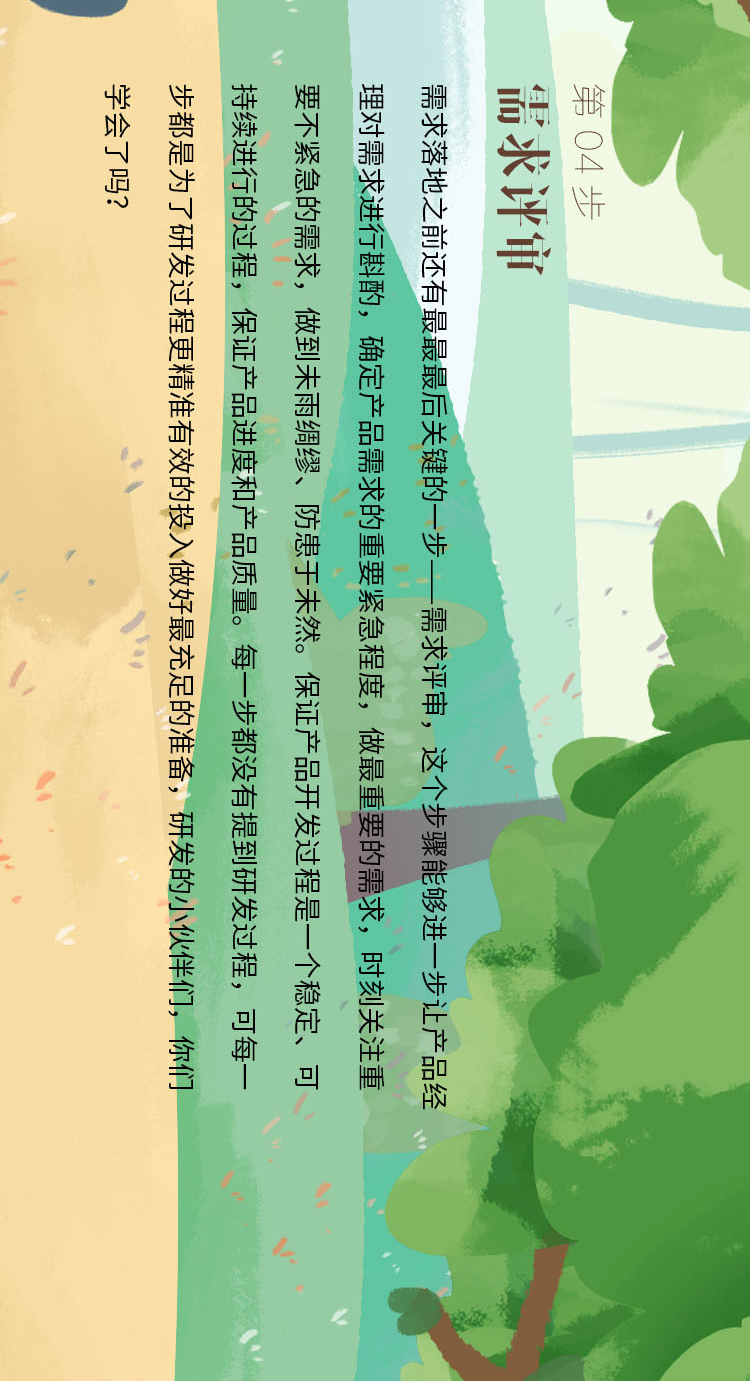 第 04 步
需求评审
需求落地之前还有最最最后关键的一步——需求评审，这个步骤能够进一步让产品经
理对需求进行斟酌，确定产品需求的重要紧急程度，做最重要的需求，时刻关注重
要不紧急的需求，做到未雨绸缪、防患于未然。保证产品开发过程是一个稳定、可
持续进行的过程，保证产品进度和产品质量。每一步都没有提到研发过程，可每一
步都是为了研发过程更精准有效的投入做好最充足的准备，研发的小伙伴们，你们
学会了吗？